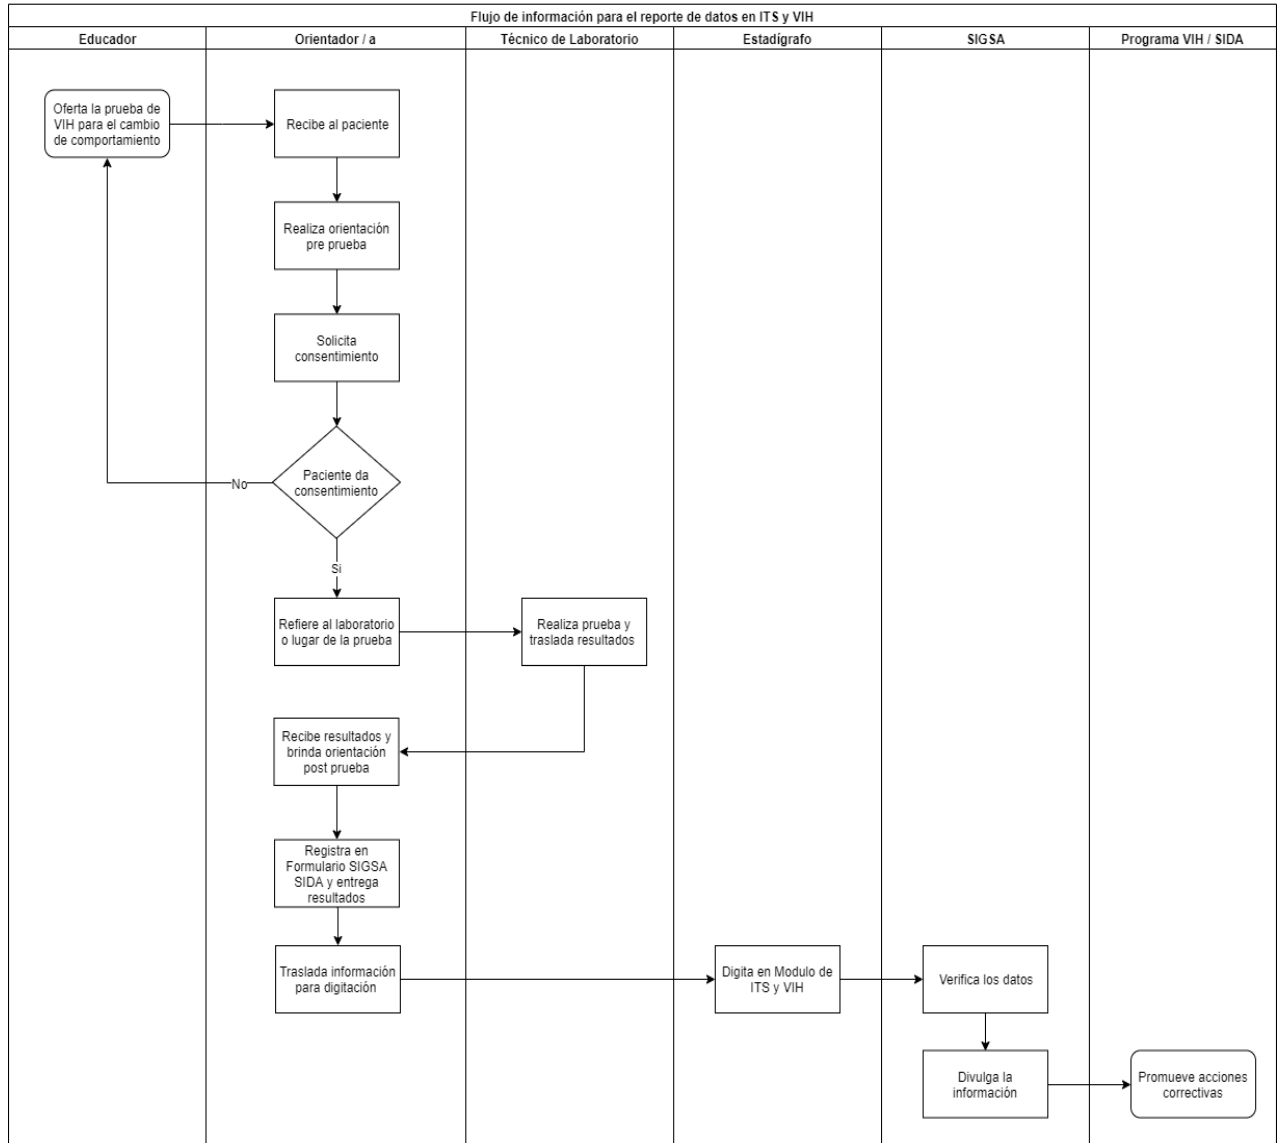 Flujo de información para el reporte de datos en ITS y VIH
Educador
Orientador / a
Técnico de Laboratorio
Estadígrafo
SIGSA
Programa VIH / SIDA
Oferta la prueba de
VIH para el cambio
de comportamiento
Recibe al paciente
Realiza orientación
pre prueba
Solicita
consentimiento
Paciente da
consentimiento
No
Si
Refiere al laboratorio
o lugar de la prueba
Realiza prueba y
traslada resultados
Recibe resultados y
brinda orientación
post prueba
Registra en
Formulario SIGSA
SIDA y entrega
resultados
Traslada información
para digitación
Digita en Modulo de
ITS y VIH
Verifica los datos
Divulga la
información
Promueve acciones
correctivas